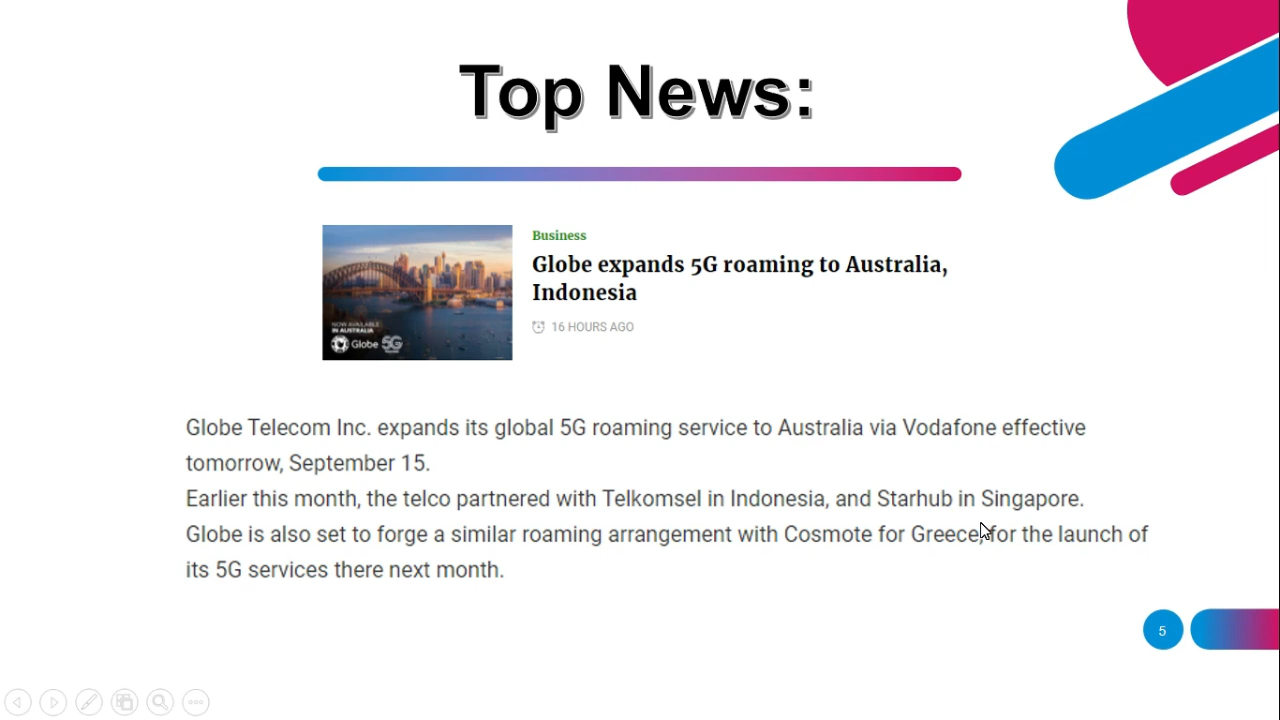 Top News:
Business
Globe expands 5G roaming to Australia,
Indonesia
16 HOURS AGO
NOW AVAILABLE
IN AUSTRALIA
Globe 5G
Globe Telecom Inc. expands its global 5G roaming service to Australia via Vodafone effective
tomorrow, September 15.
Earlier this month, the telco partnered with Telkomsel in Indonesia, and Starhub in Singapore.
Globe is also set to forge a similar roaming arrangement with Cosmote for Greece, for the launch of
its 5G services there next month.
5